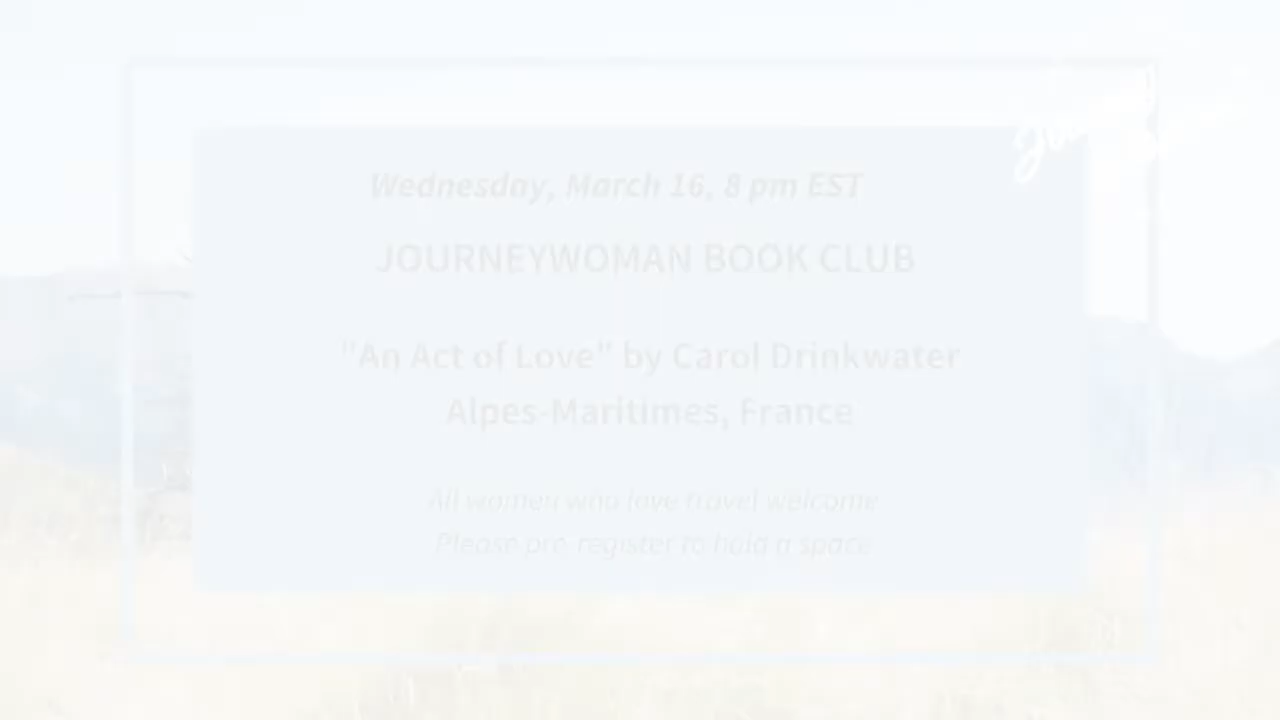 Wednesday, March 16, 8 pm EST
JOURNEYWOMAN BOOK CLUB
"An Act of Love" by Carol Drinkwater
Alpes-Maritimes, France
All women who love travel welcome
Please pre-register to hold a space